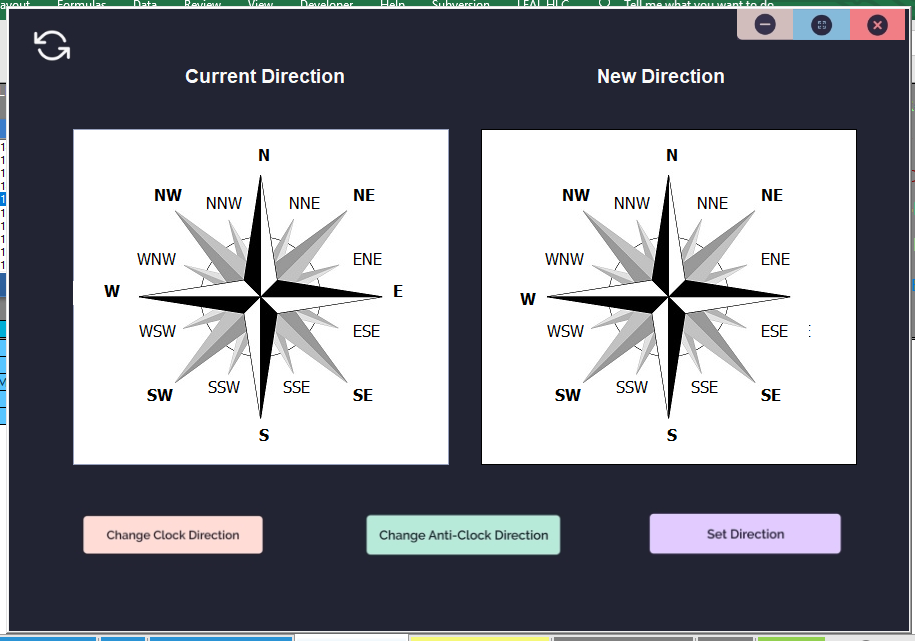 Formulas Data Review View Developer Help Subversion LEAL HLC Tell me what you want to do
Current Direction New Direction
N N
NW NNW NNE NE NW NNW NNE NE
WNW ENE WNW ENE
W E W
WSW ESE WSW ESE
SW SSW SSE SE SW SSW SSE SE
S S
Change Clock Direction Change Anti-Clock Direction Set Direction